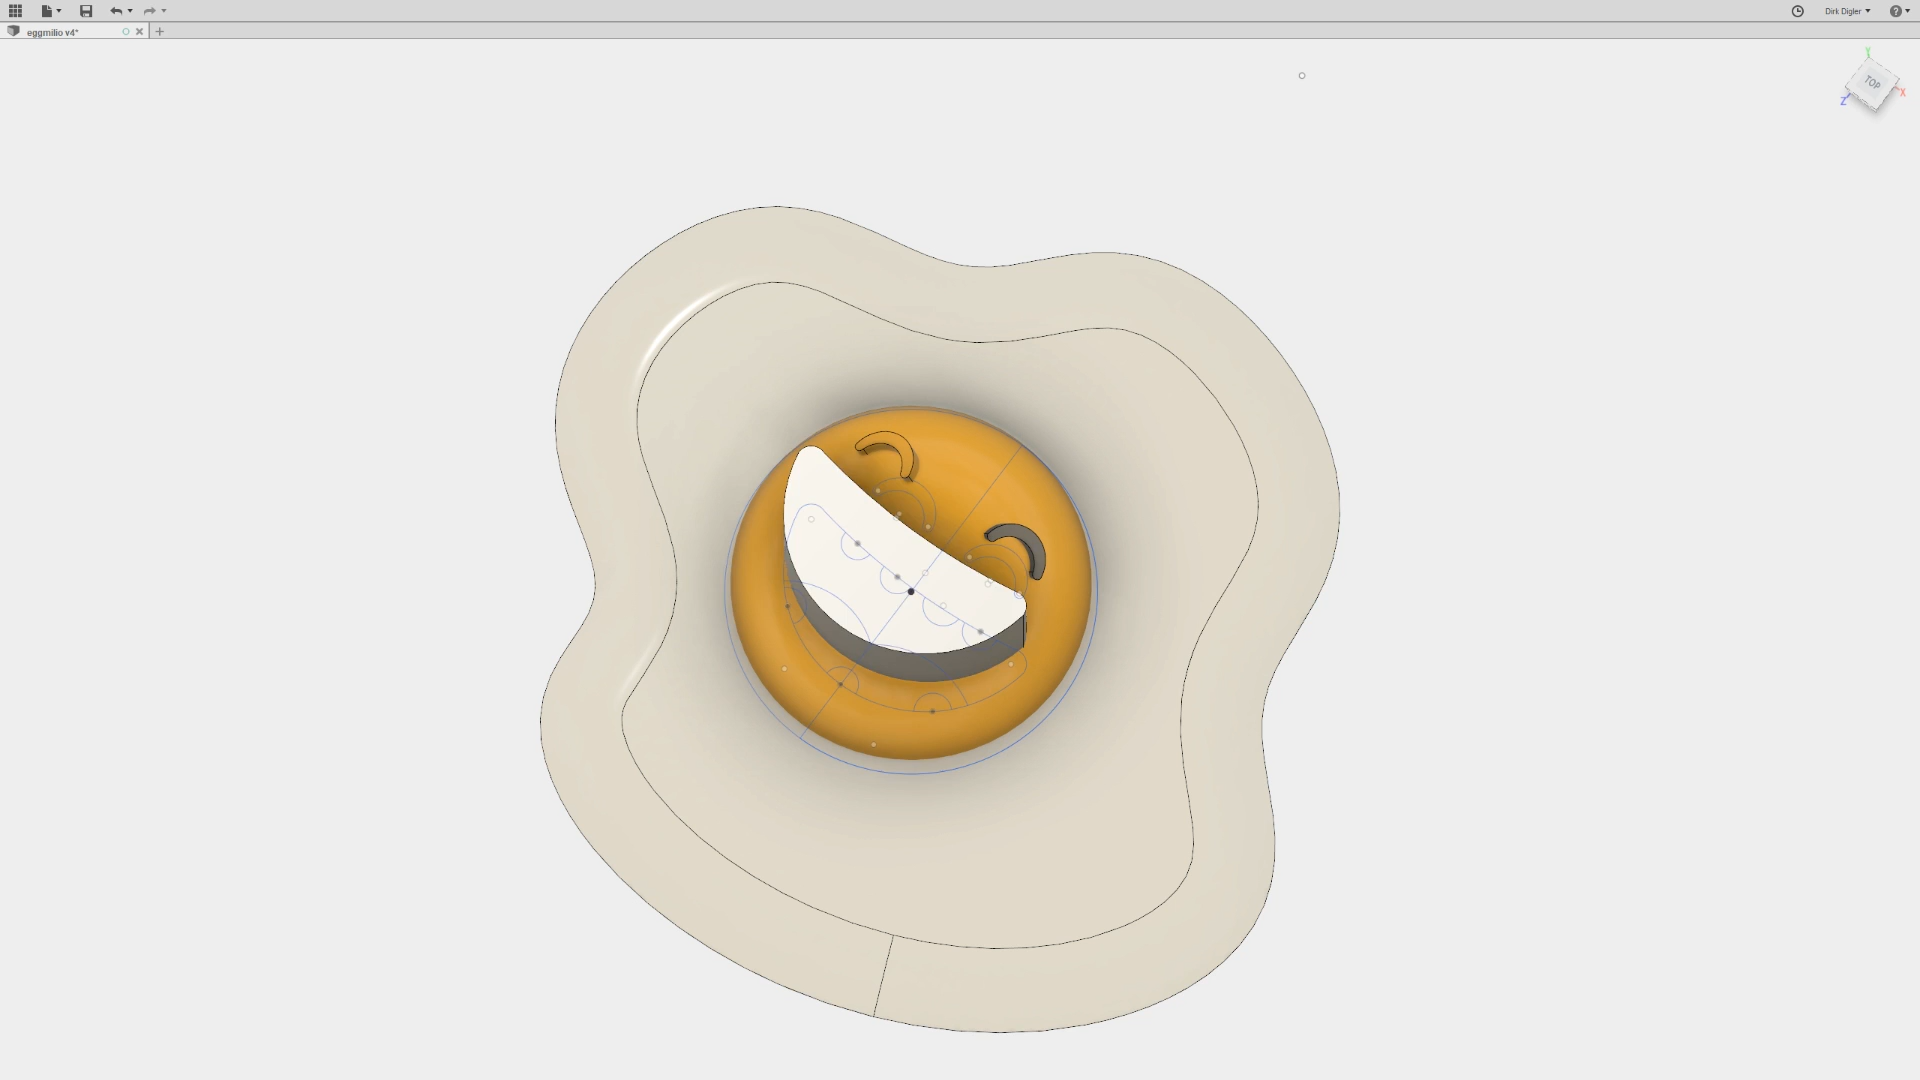 Dirk Digler
eggmilio v4*
Y
TOP
X
Z